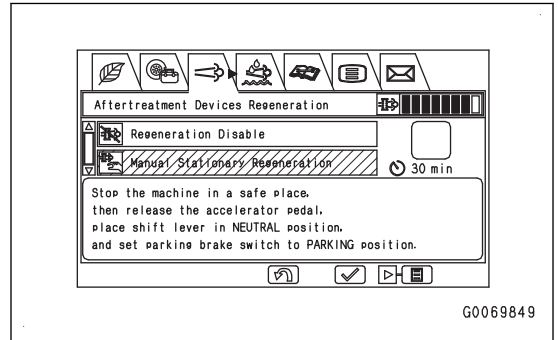 Aftertreatment Devices Regeneration
Regeneration Disable
Manual Stationary Regeneration
30 min
Stop the machine in a safe place,
then release the accelerator pedal,
place shift lever in NEUTRAL position,
and set parking brake switch to PARKING position.
G0069849